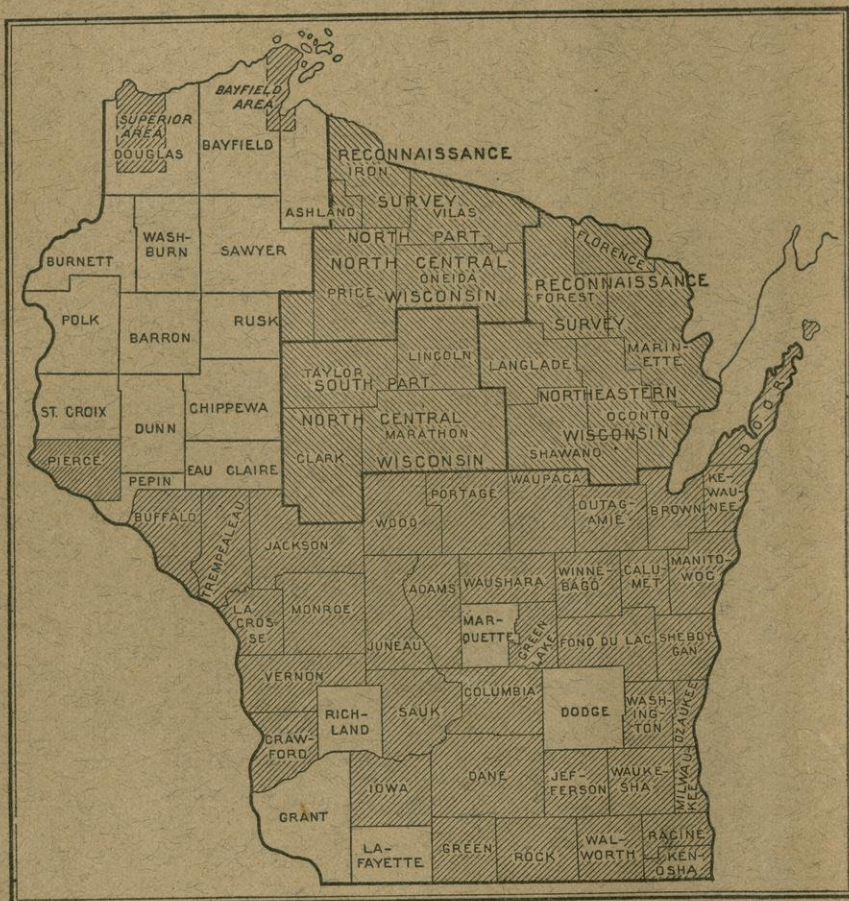 BAYFIELD
AREA
SUPERIOR
AREA
DOUGLAS
BAYFIELD
RECONNAISSANCE
IRON
ASHLAND
SURVEY
VILAS
NORTH PART
WASH-
BURN
SAWYER
BURNETT
FLORENCE
NORTH CENTRAL
ONEIDA
PRICE
WISCONSIN
RECONNAISSANCE
FOREST
SURVEY
POLK
BARRON
RUSK
MARIN-
ETTE
LINCOLN
LANGLADE
TAYLOR
SOUTH PART
NORTHEASTERN
OCONTO
WISCONSIN
SHAWANO
ST. CROIX
DUNN
CHIPPEWA
NORTH CENTRAL
MARATHON
WISCONSIN
CLARK
DOOR
PIERCE
PEPIN
EAU CLAIRE
BUFFALO
TREMPEALEAU
JACKSON
WOOD
PORTAGE
WAUPACA
OUTAG-
AMIE
BROWN
KE-
WAU-
NEE
LA
CROS-
SE
MONROE
JUNEAU
ADAMS
WAUSHARA
WINNE-
BAGO
CALU-
MET
MANITO-
WOC
MAR-
QUETTE
GREEN
LAKE
FOND DU LAC
SHEBOY-
GAN
VERNON
RICH-
LAND
SAUK
COLUMBIA
DODGE
WASH-
ING-
TON
OZAUKEE
CRAW-
FORD
IOWA
DANE
JEF-
FERSON
WAUKE-
SHA
MILWAU-
KEE
GRANT
LA-
FAYETTE
GREEN
ROCK
WAL-
WORTH
RACINE
KEN-
OSHA